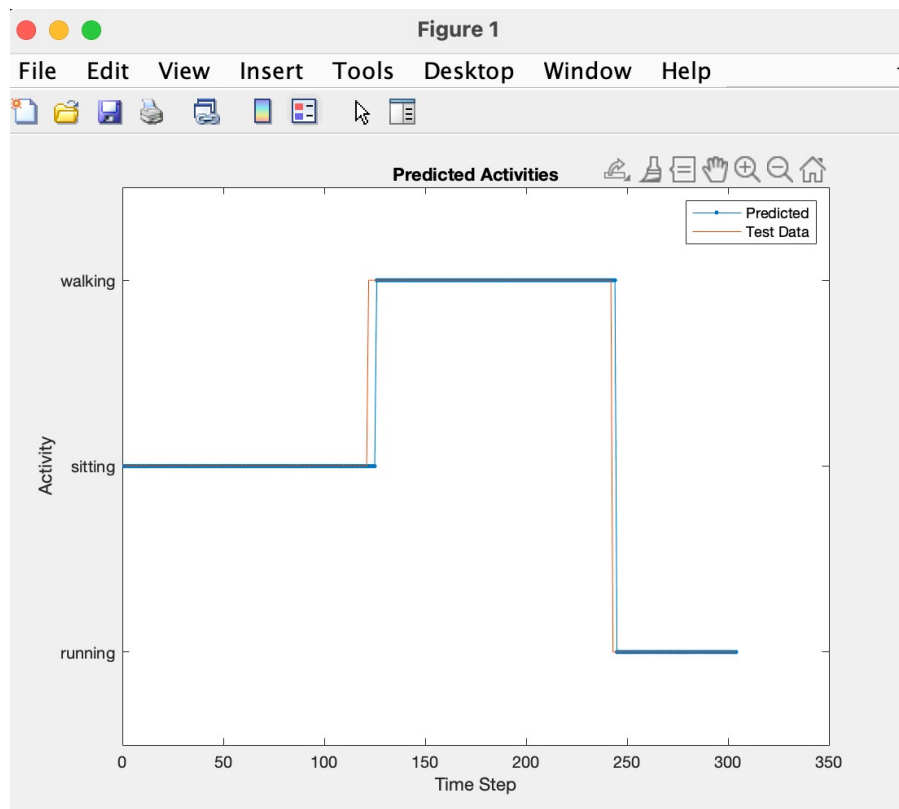 Figure 1
File Edit View Insert Tools Desktop Window Help
Predicted Activities
Predicted
Test Data
walking
sitting
running
Activity
0 50 100 150 200 250 300 350
Time Step